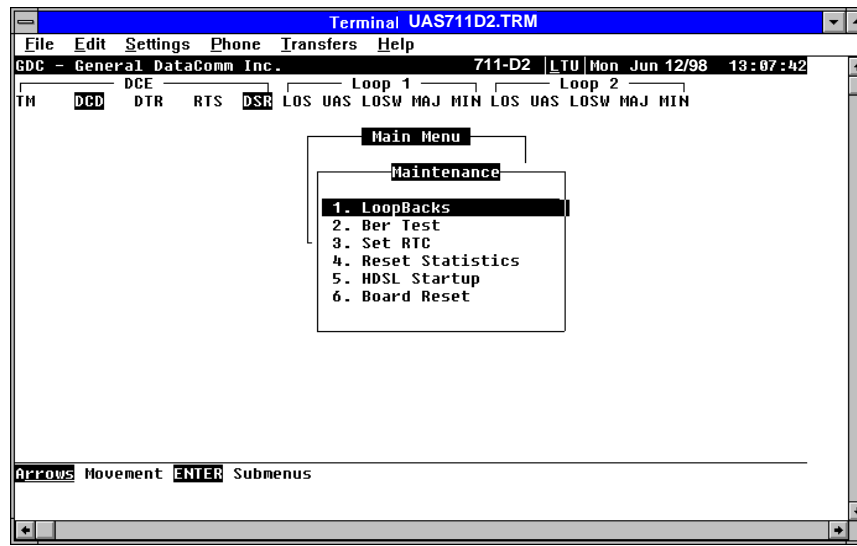 Terminal UAS711D2.TRM
File Edit Settings Phone Transfers Help
GDC - General DataComm Inc. 711-D2 LTU Mon Jun 12/98 13:07:42
DCE Loop 1 Loop 2
TM DCD DTR RTS DSR LOS UAS LOSW MAJ MIN LOS UAS LOSW MAJ MIN
Main Menu
Maintenance
1. LoopBacks
2. Ber Test
3. Set RTC
4. Reset Statistics
5. HDSL Startup
6. Board Reset
Arrows Movement ENTER Submenus